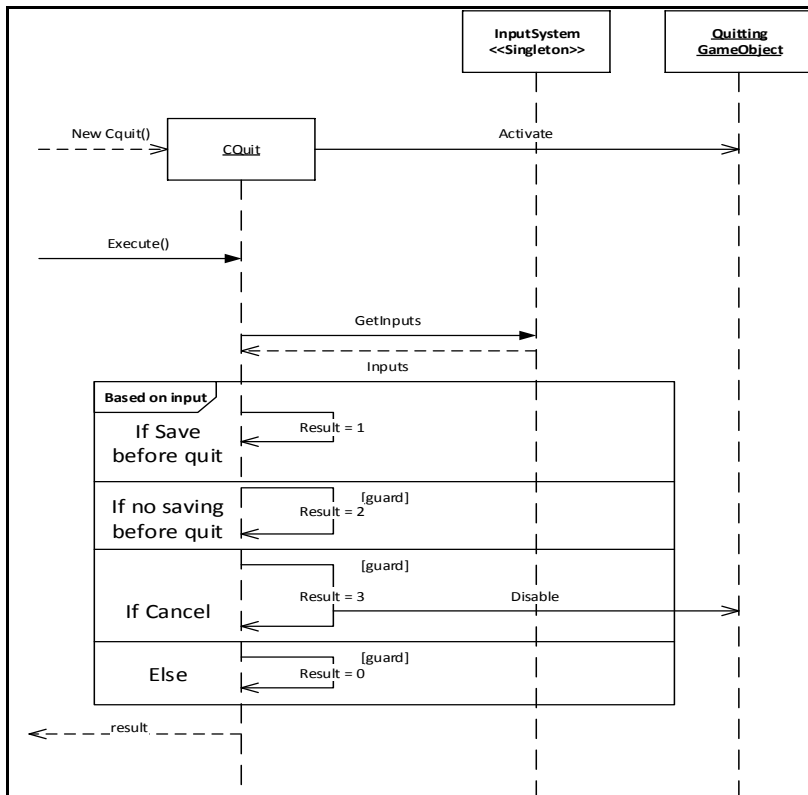 InputSystem
<<Singleton>>
Quitting
GameObject
New Cquit()
CQuit
Activate
Execute()
GetInputs
Inputs
Based on input
If Save
before quit
Result = 1
If no saving
before quit
[guard]
Result = 2
[guard]
If Cancel
Result = 3
Disable
[guard]
Else
Result = 0
result